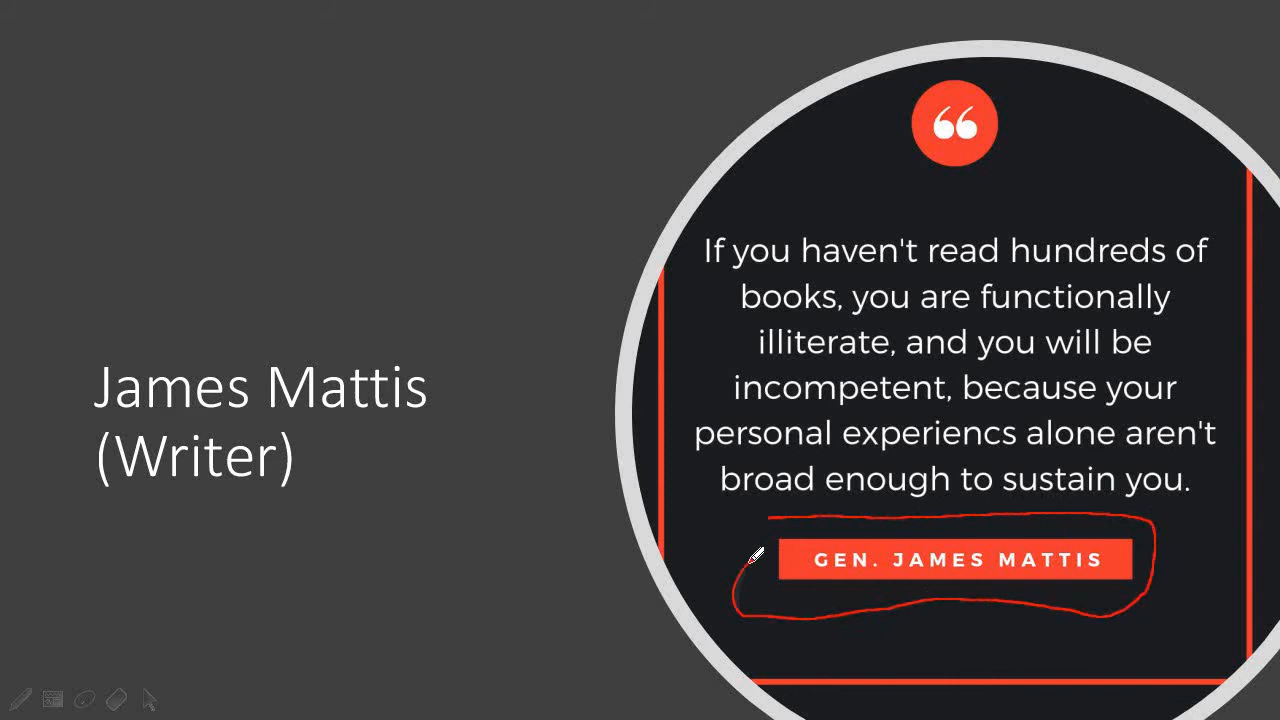 James Mattis
(Writer)
❝
If you haven't read hundreds of
books, you are functionally
illiterate, and you will be
incompetent, because your
personal experiencs alone aren't
broad enough to sustain you.
GEN. JAMES MATTIS